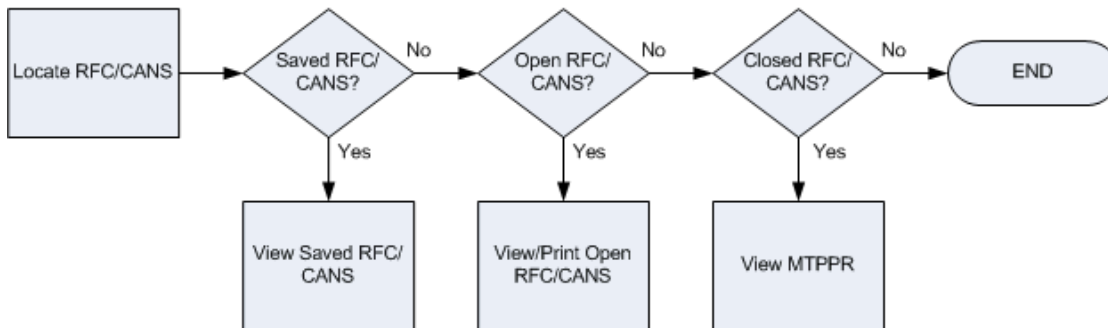 Locate RFC/CANS
Saved RFC/
CANS?
No
Open RFC/
CANS?
No
Closed RFC/
CANS?
No
END
Yes
Yes
Yes
View Saved RFC/
CANS
View/Print Open
RFC/CANS
View MTPPR